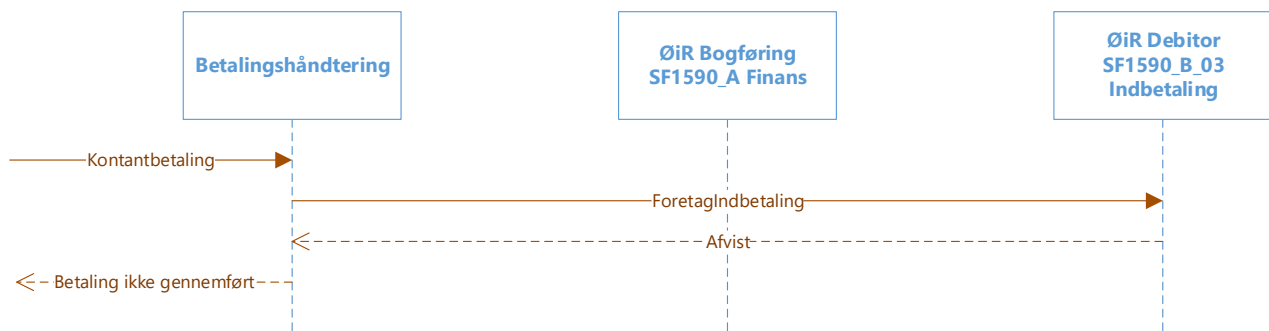 Betalingshåndtering
ØiR Bogføring
SF1590_A Finans
ØiR Debitor
SF1590_B_03
Indbetaling
Kontantbetaling
ForetagIndbetaling
Afvist
Betaling ikke gennemført